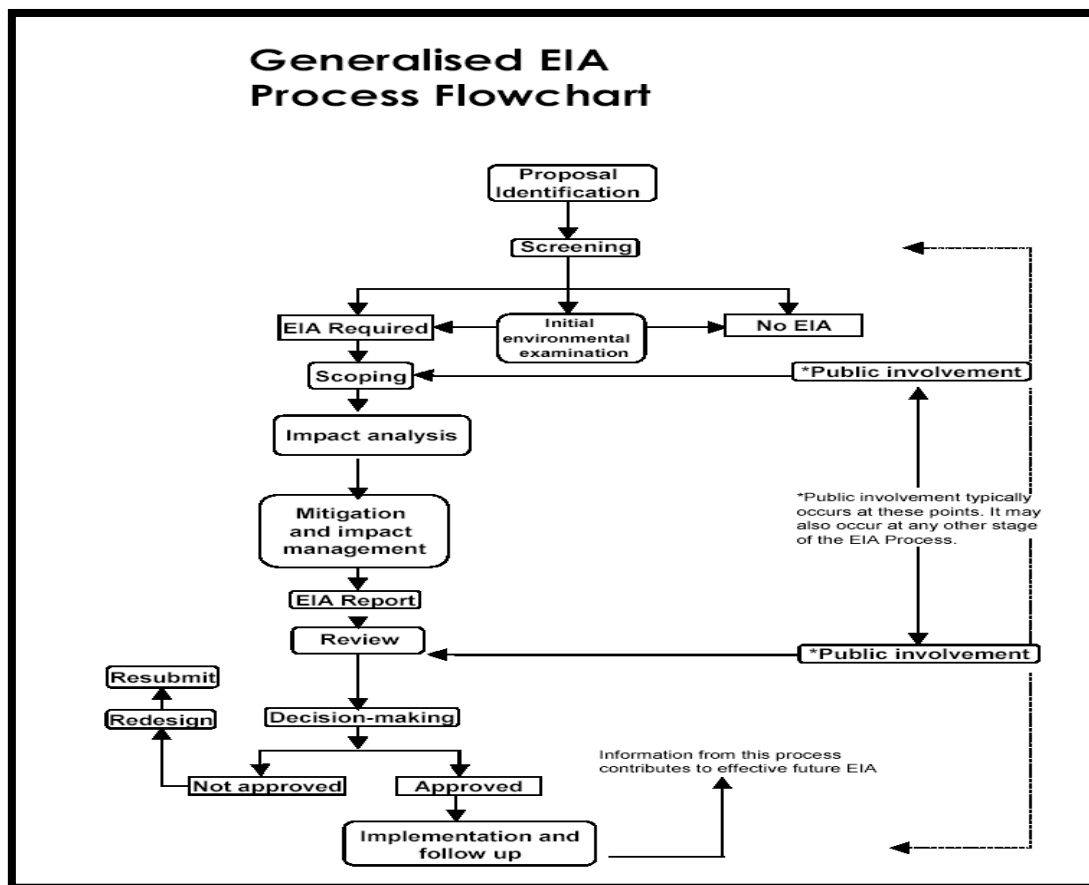 Generalised EIA
Process Flowchart
Proposal
Identification
Screening
EIA Required
Initial
environmental
examination
No EIA
Scoping
*Public involvement
Impact analysis
*Public involvement typically
occurs at these points. It may
also occur at any other stage
of the EIA Process.
Mitigation
and impact
management
EIA Report
Review
*Public involvement
Resubmit
Redesign
Decision-making
Information from this process
contributes to effective future EIA
Not approved
Approved
Implementation and
follow up